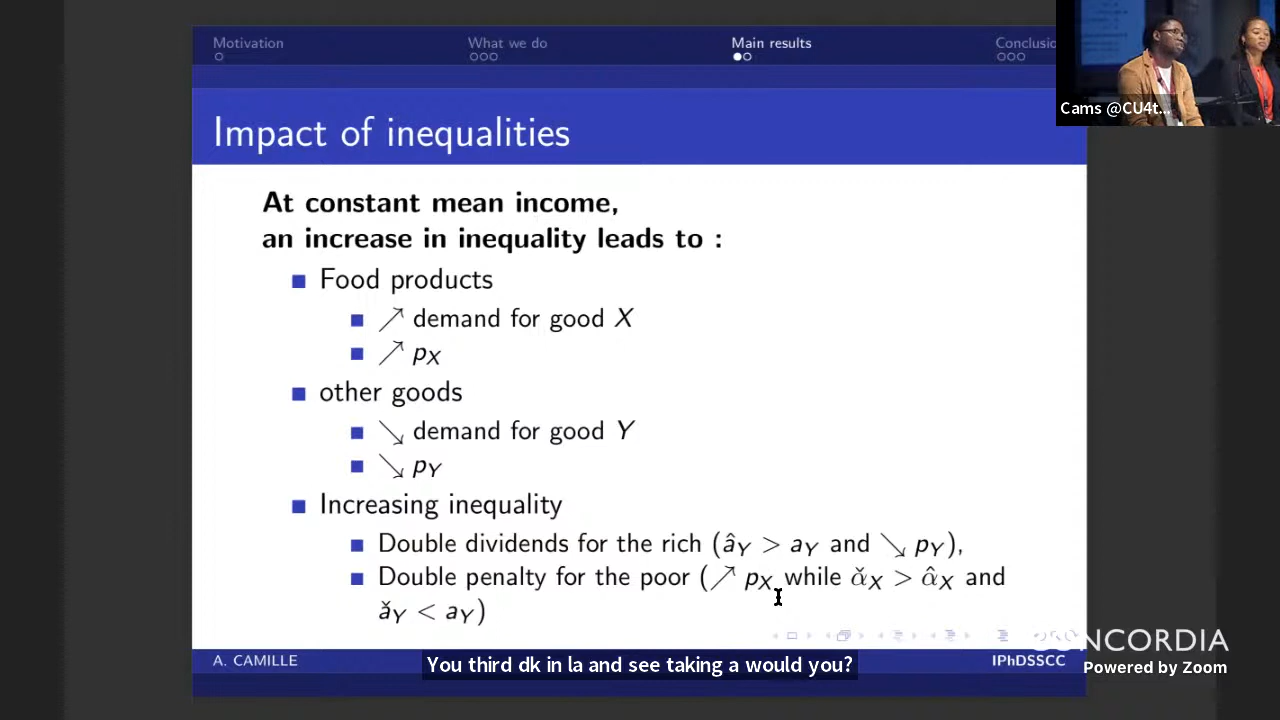 Motivation
What we do
Main results
Conclusio
Cams @CU4t...
Impact of inequalities
At constant mean income,
an increase in inequality leads to :
Food products
↗ demand for good X
↗ pX
other goods
↘ demand for good Y
↘ pY
Increasing inequality
Double dividends for the rich (âY > aY and ↘ pY),
Double penalty for the poor (↗ pX while α̌X > α̂X and
ǎY < aY)
CONCORDIA
A. CAMILLE
You third dk in la and see taking a would you?
IPhDSSCC
Powered by Zoom